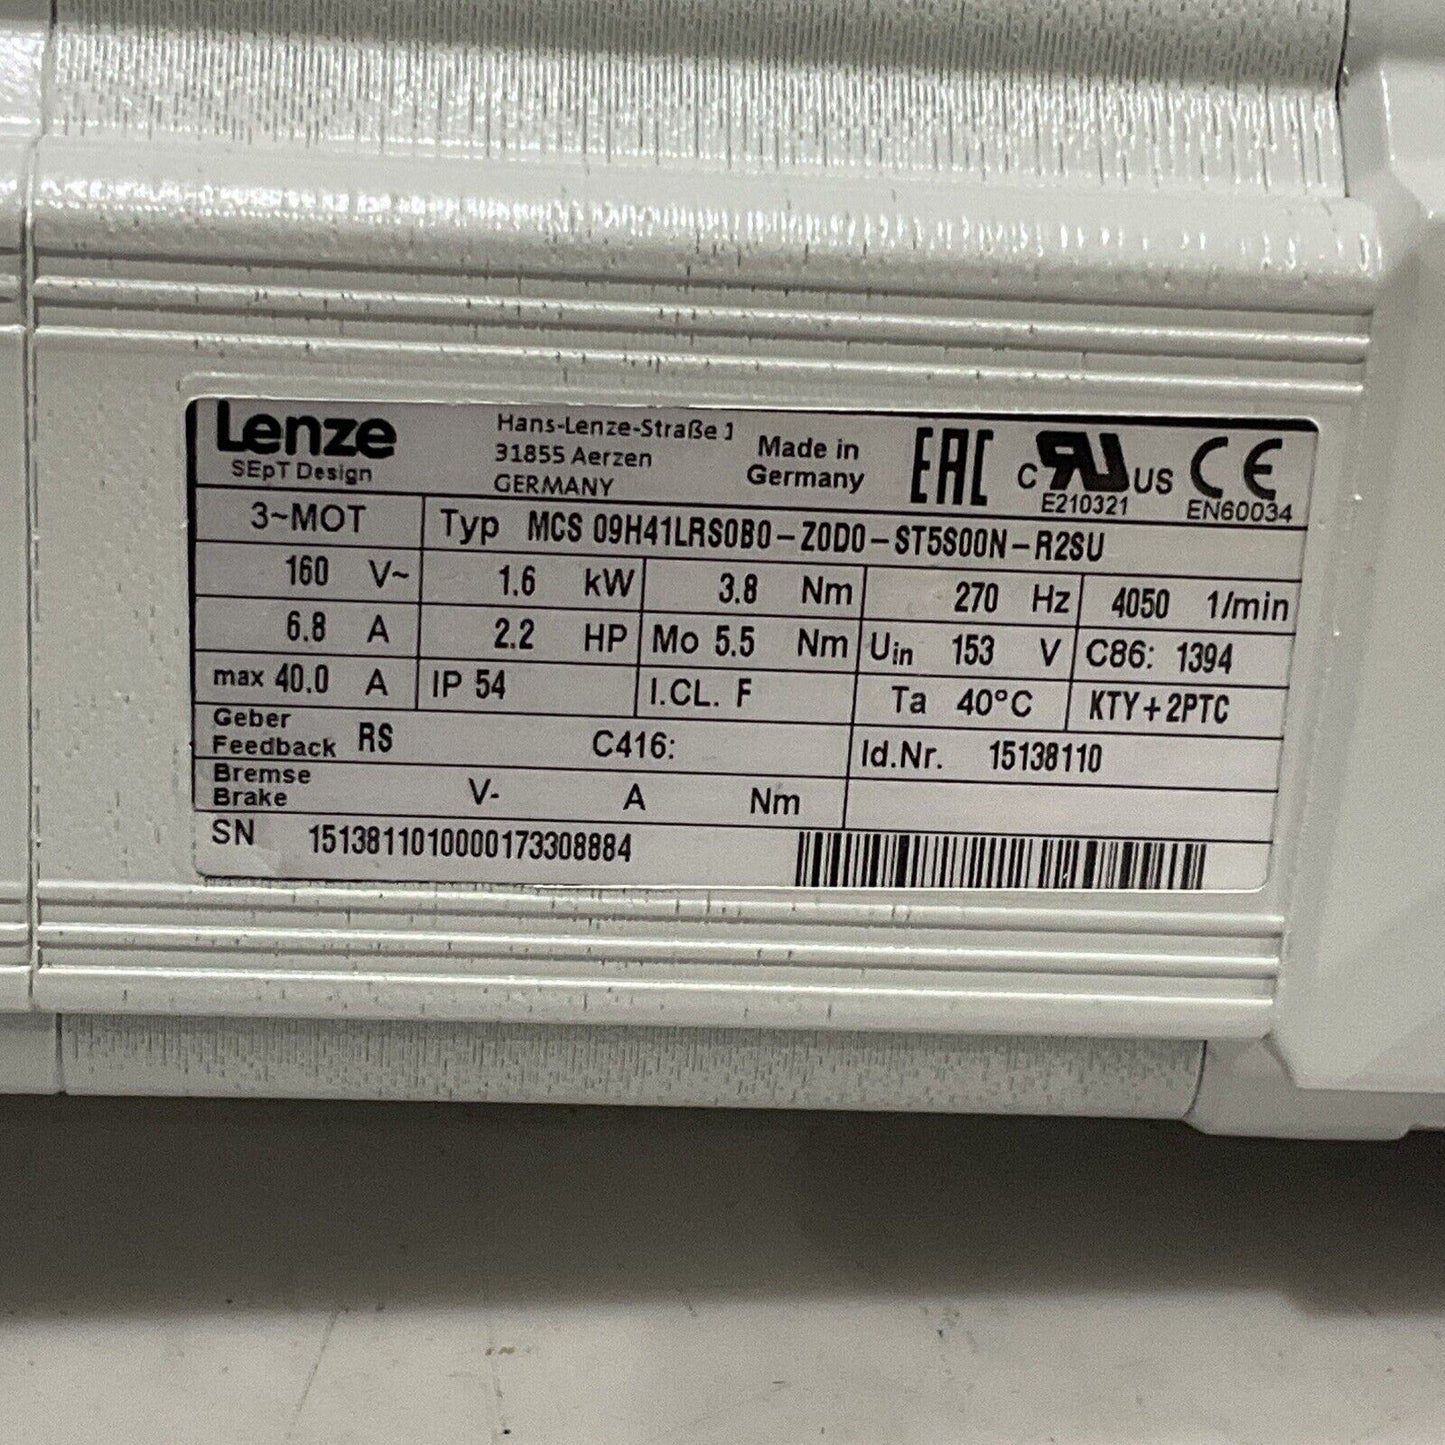 Lenze
SEpT Design
Hans-Lenze-Straße 1
31855 Aerzen
GERMANY
Made in
Germany
EAC
C RU US
E210321
CE
EN60034
3~MOT
Typ MCS 09H41LRS0B0-Z0D0-ST5S00N-R2SU
160 V~ 1.6 kW 3.8 Nm 270 Hz 4050 1/min
6.8 A 2.2 HP Mo 5.5 Nm Uin 153 V C86: 1394
max 40.0 A IP 54 I.CL. F Ta 40°C KTY+2PTC
Geber
Feedback RS C416: Id.Nr. 15138110
Bremse
Brake V- A Nm
SN 1513811010000173308884